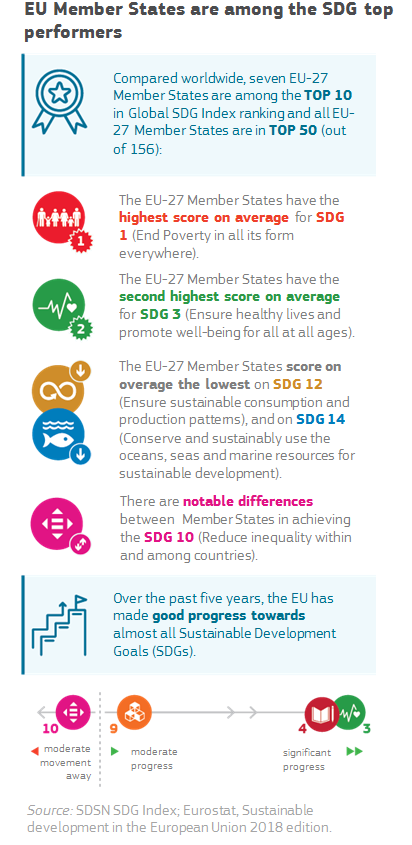 EU Member States are among the SDG top
performers
Compared worldwide, seven EU-27
Member States are among the TOP 10
in Global SDG Index ranking and all EU-
27 Member States are in TOP 50 (out
of 156):
The EU-27 Member States have the
highest score on average for SDG
1 (End Poverty in all its form
everywhere).
1
The EU-27 Member States have the
second highest score on average
for SDG 3 (Ensure healthy lives and
promote well-being for all at all ages).
2
The EU-27 Member States score on
overage the lowest on SDG 12
(Ensure sustainable consumption and
production patterns), and on SDG 14
(Conserve and sustainably use the
oceans, seas and marine resources for
sustainable development).
There are notable differences
between Member States in achieving
the SDG 10 (Reduce inequality within
and among countries).
Over the past five years, the EU has
made good progress towards
almost all Sustainable Development
Goals (SDGs).
10 9 4 3
moderate
movement
away
moderate
progress
significant
progress
Source: SDSN SDG Index; Eurostat, Sustainable
development in the European Union 2018 edition.